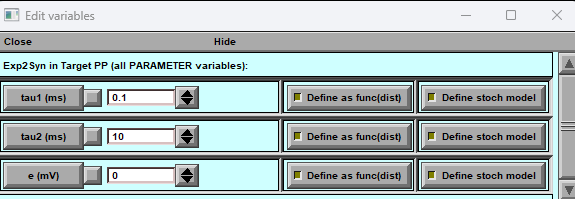 Edit variables
Close Hide
Exp2Syn in Target PP (all PARAMETER variables):
tau1 (ms) 0.1 Define as func(dist) Define stoch model
tau2 (ms) 10 Define as func(dist) Define stoch model
e (mV) 0 Define as func(dist) Define stoch model